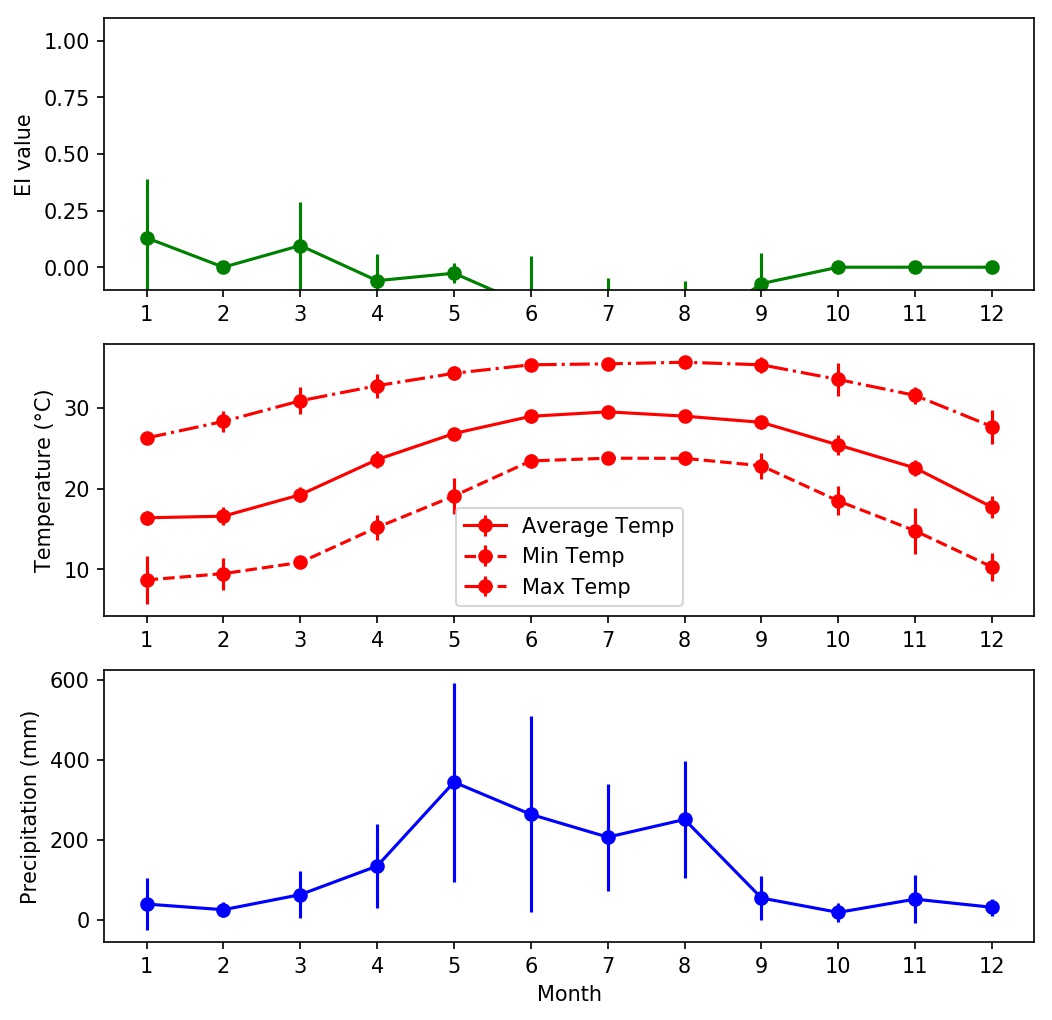 EI value
1.00
0.75
0.50
0.25
0.00
1 2 3 4 5 6 7 8 9 10 11 12
Temperature (°C)
30
20
10
Average Temp
Min Temp
Max Temp
1 2 3 4 5 6 7 8 9 10 11 12
Precipitation (mm)
600
400
200
0
1 2 3 4 5 6 7 8 9 10 11 12
Month